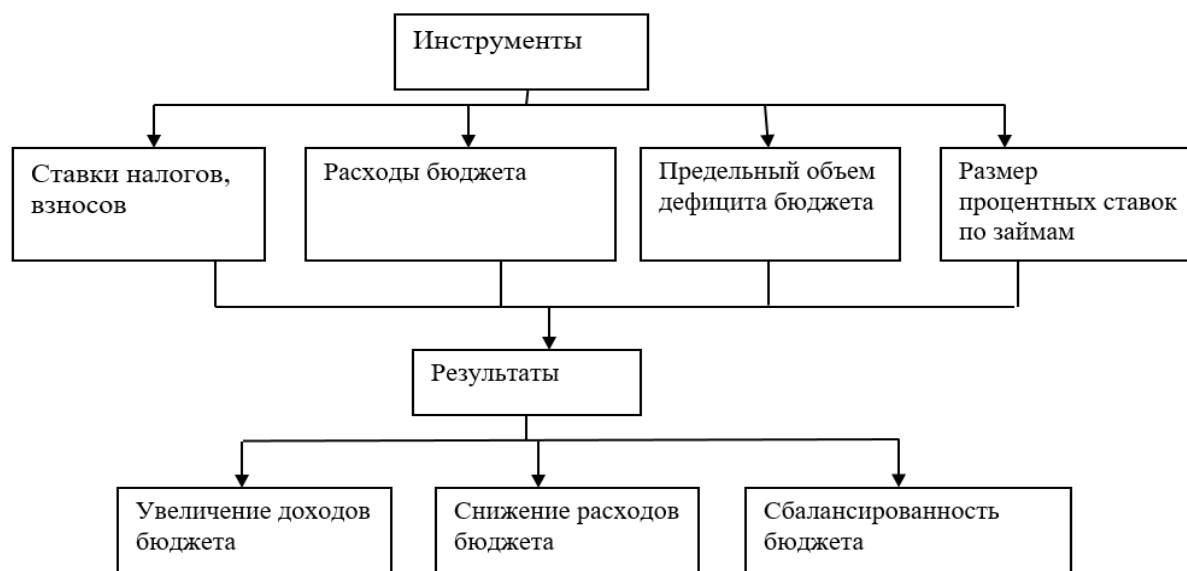 Инструменты
Ставки налогов,
взносов
Расходы бюджета
Предельный объем
дефицита бюджета
Размер
процентных ставок
по займам
Результаты
Увеличение доходов
бюджета
Снижение расходов
бюджета
Сбалансированность
бюджета